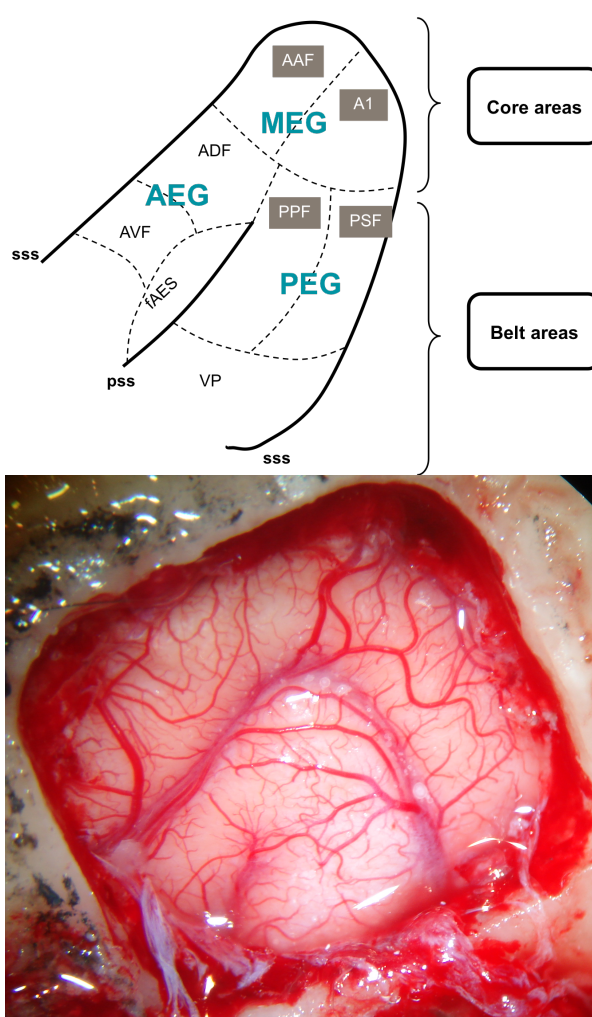 AAF
A1
Core areas
MEG
ADF
AEG
PPF
PSF
AVF
sss
fAES
PEG
Belt areas
pss
VP
sss